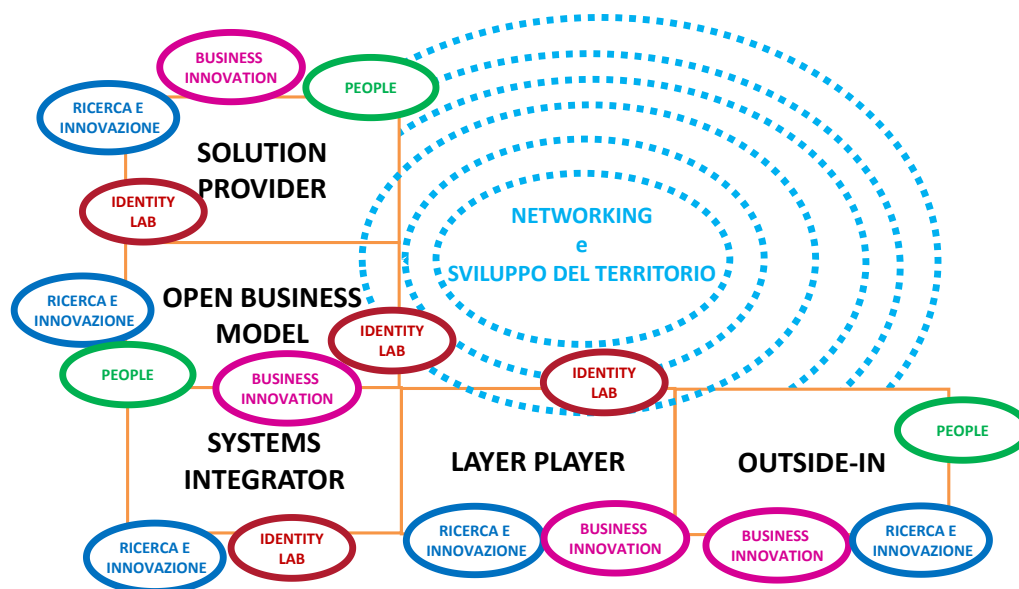 BUSINESS
INNOVATION
PEOPLE
RICERCA E
INNOVAZIONE
SOLUTION
PROVIDER
IDENTITY
LAB
NETWORKING
e
SVILUPPO DEL TERRITORIO
RICERCA E
INNOVAZIONE
OPEN BUSINESS
MODEL
IDENTITY
LAB
PEOPLE
BUSINESS
INNOVATION
IDENTITY
LAB
SYSTEMS
INTEGRATOR
LAYER PLAYER
OUTSIDE-IN
PEOPLE
RICERCA E
INNOVAZIONE
IDENTITY
LAB
RICERCA E
INNOVAZIONE
BUSINESS
INNOVATION
BUSINESS
INNOVATION
RICERCA E
INNOVAZIONE